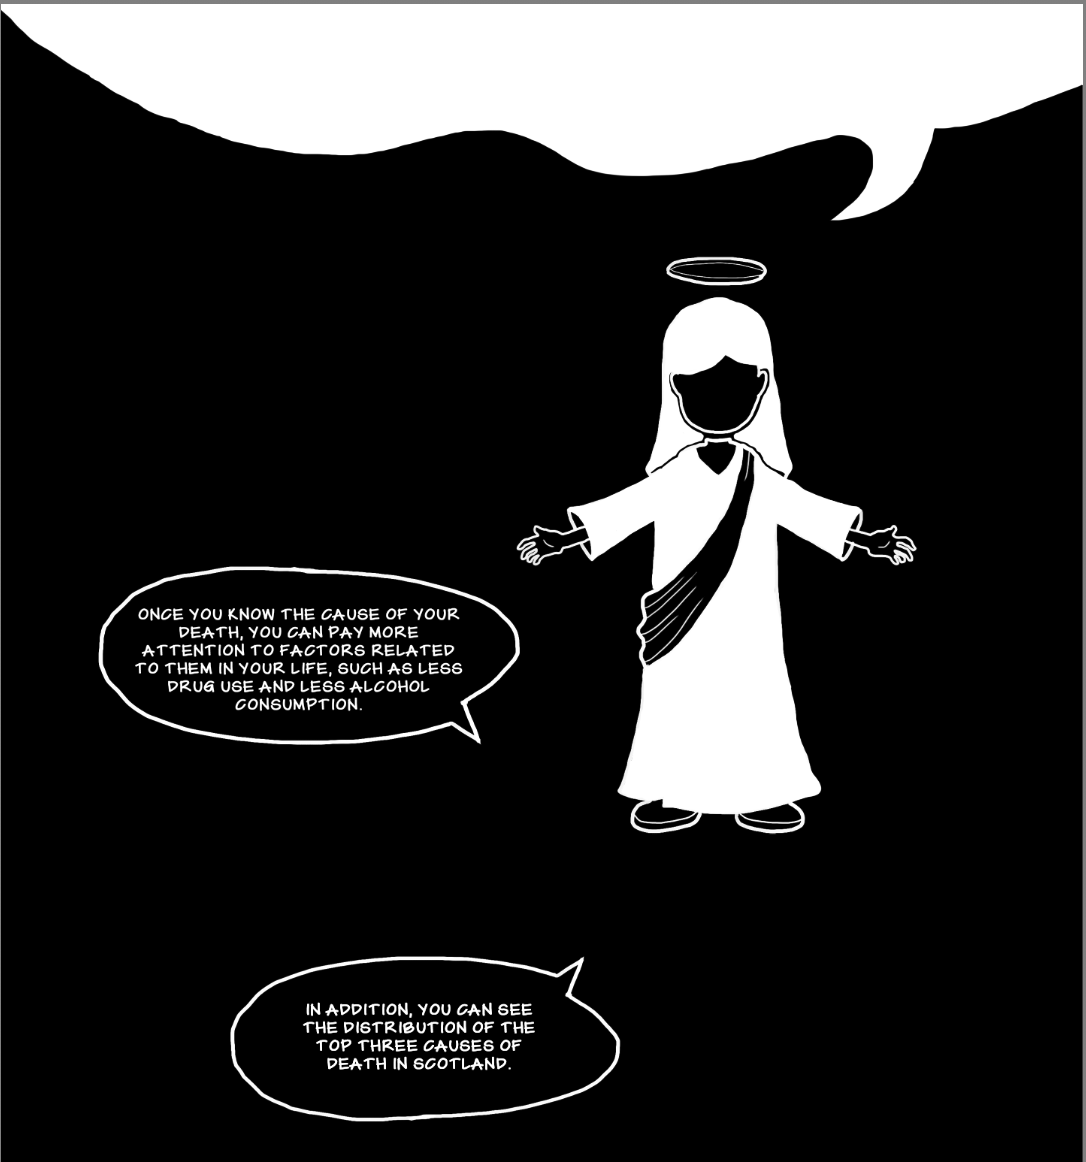 ONCE YOU KNOW THE CAUSE OF YOUR
DEATH, YOU CAN PAY MORE
ATTENTION TO FACTORS RELATED
TO THEM IN YOUR LIFE, SUCH AS LESS
DRUG USE AND LESS ALCOHOL
CONSUMPTION.
IN ADDITION, YOU CAN SEE
THE DISTRIBUTION OF THE
TOP THREE CAUSES OF
DEATH IN SCOTLAND.